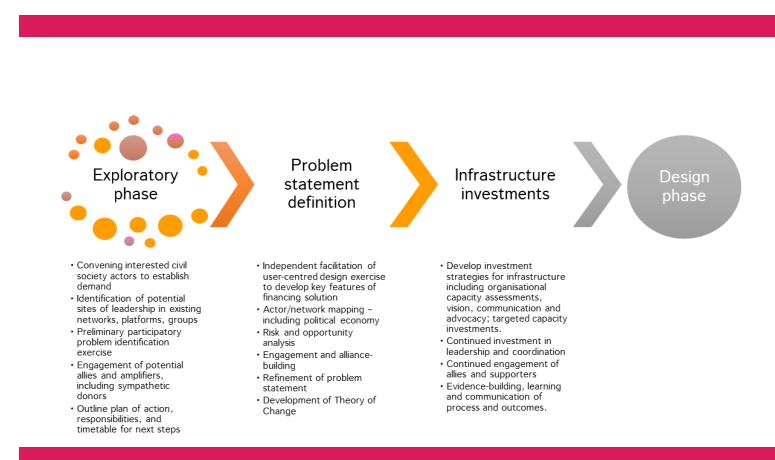 Exploratory
phase
Problem
statement
definition
Infrastructure
investments
Design
phase
• Convening interested civil
society actors to establish
demand
• Identification of potential
sites of leadership in existing
networks, platforms, groups
• Preliminary participatory
problem identification
exercise
• Engagement of potential
allies and amplifiers,
including sympathetic
donors
• Outline plan of action,
responsibilities, and
timetable for next steps
• Independent facilitation of
user-centred design exercise
to develop key features of
financing solution
• Actor/network mapping –
including political economy
• Risk and opportunity
analysis
• Engagement and alliance-
building
• Refinement of problem
statement
• Development of Theory of
Change
• Develop investment
strategies for infrastructure
including organisational
capacity assessments,
vision, communication and
advocacy; targeted capacity
investments.
• Continued investment in
leadership and coordination
• Continued engagement of
allies and supporters
• Evidence-building, learning
and communication of
process and outcomes.